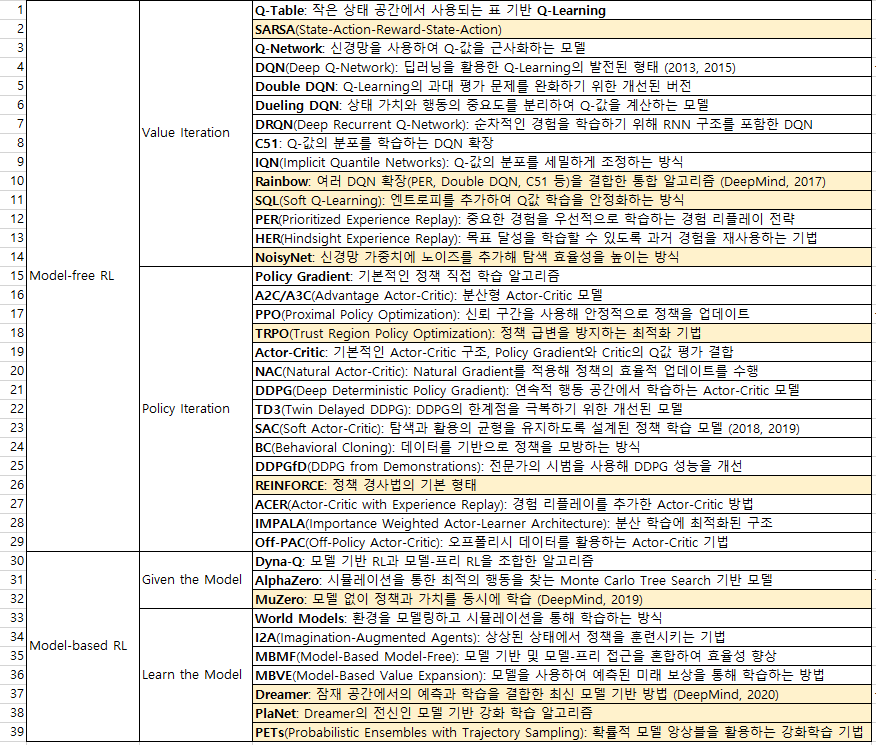 1 Q-Table: 작은 상태 공간에서 사용되는 표 기반 Q-Learning
2 SARSA(State-Action-Reward-State-Action)
3 Q-Network: 신경망을 사용하여 Q-값을 근사화하는 모델
4 DQN(Deep Q-Network): 딥러닝을 활용한 Q-Learning의 발전된 형태 (2013, 2015)
5 Double DQN: Q-Learning의 과대 평가 문제를 완화하기 위한 개선된 버전
6 Dueling DQN: 상태 가치와 행동의 중요도를 분리하여 Q-값을 계산하는 모델
Value Iteration
7 DRQN(Deep Recurrent Q-Network): 순차적인 경험을 학습하기 위해 RNN 구조를 포함한 DQN
8 C51: Q-값의 분포를 학습하는 DQN 확장
9 IQN(Implicit Quantile Networks): Q-값의 분포를 세밀하게 조정하는 방식
10 Rainbow: 여러 DQN 확장(PER, Double DQN, C51 등)을 결합한 통합 알고리즘 (DeepMind, 2017)
11 SQL(Soft Q-Learning): 엔트로피를 추가하여 Q값 학습을 안정화하는 방식
12 PER(Prioritized Experience Replay): 중요한 경험을 우선적으로 학습하는 경험 리플레이 전략
13 HER(Hindsight Experience Replay): 목표 달성을 학습할 수 있도록 과거 경험을 재사용하는 기법
14 NoisyNet: 신경망 가중치에 노이즈를 추가해 탐색 효율성을 높이는 방식
Model-free RL
15 Policy Gradient: 기본적인 정책 직접 학습 알고리즘
16 A2C/A3C(Advantage Actor-Critic): 분산형 Actor-Critic 모델
17 PPO(Proximal Policy Optimization): 신뢰 구간을 사용해 안정적으로 정책을 업데이트
18 TRPO(Trust Region Policy Optimization): 정책 급변을 방지하는 최적화 기법
19 Actor-Critic: 기본적인 Actor-Critic 구조, Policy Gradient와 Critic의 Q값 평가 결합
20 NAC(Natural Actor-Critic): Natural Gradient를 적용해 정책의 효율적 업데이트를 수행
21 DDPG(Deep Deterministic Policy Gradient): 연속적 행동 공간에서 학습하는 Actor-Critic 모델
Policy Iteration
22 TD3(Twin Delayed DDPG): DDPG의 한계점을 극복하기 위한 개선된 모델
23 SAC(Soft Actor-Critic): 탐색과 활용의 균형을 유지하도록 설계된 정책 학습 모델 (2018, 2019)
24 BC(Behavioral Cloning): 데이터를 기반으로 정책을 모방하는 방식
25 DDPGfD(DDPG from Demonstrations): 전문가의 시범을 사용해 DDPG 성능을 개선
26 REINFORCE: 정책 경사법의 기본 형태
27 ACER(Actor-Critic with Experience Replay): 경험 리플레이를 추가한 Actor-Critic 방법
28 IMPALA(Importance Weighted Actor-Learner Architecture): 분산 학습에 최적화된 구조
29 Off-PAC(Off-Policy Actor-Critic): 오프폴리시 데이터를 활용하는 Actor-Critic 기법
30 Dyna-Q: 모델 기반 RL과 모델-프리 RL을 조합한 알고리즘
Given the Model
31 AlphaZero: 시뮬레이션을 통한 최적의 행동을 찾는 Monte Carlo Tree Search 기반 모델
32 MuZero: 모델 없이 정책과 가치를 동시에 학습 (DeepMind, 2019)
33 World Models: 환경을 모델링하고 시뮬레이션을 통해 학습하는 방식
34 I2A(Imagination-Augmented Agents): 상상된 상태에서 정책을 훈련시키는 기법
Model-based RL
35 MBMF(Model-Based Model-Free): 모델 기반 및 모델-프리 접근을 혼합하여 효율성 향상
Learn the Model
36 MBVE(Model-Based Value Expansion): 모델을 사용하여 예측된 미래 보상을 통해 학습하는 방법
37 Dreamer: 잠재 공간에서의 예측과 학습을 결합한 최신 모델 기반 방법 (DeepMind, 2020)
38 PlaNet: Dreamer의 전신인 모델 기반 강화 학습 알고리즘
39 PETs(Probabilistic Ensembles with Trajectory Sampling): 확률적 모델 앙상블을 활용하는 강화학습 기법